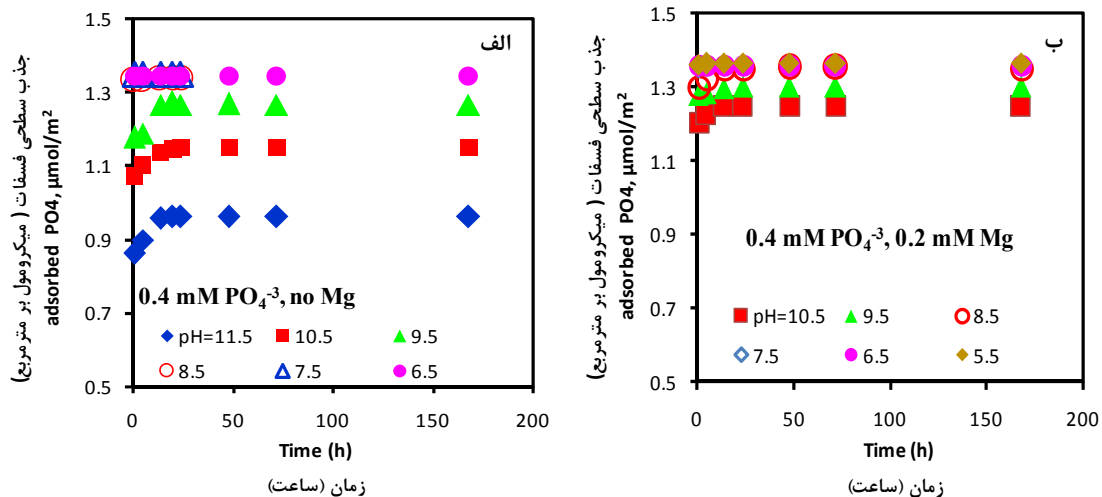 الف
جذب سطحی فسفات ( میکرومول بر مترمربع)
adsorbed PO4, µmol/m²
1.5
1.3
1.1
0.9
0.7
0.5
0.4 mM PO₄⁻³, no Mg
pH=11.5 10.5 9.5
8.5 7.5 6.5
0 50 100 150 200
Time (h)
زمان (ساعت)
ب
جذب سطحی فسفات ( میکرومول بر مترمربع)
adsorbed PO4, µmol/m²
1.5
1.3
1.1
0.9
0.7
0.5
0.4 mM PO₄⁻³, 0.2 mM Mg
pH=10.5 9.5 8.5
7.5 6.5 5.5
0 50 100 150 200
Time (h)
زمان (ساعت)